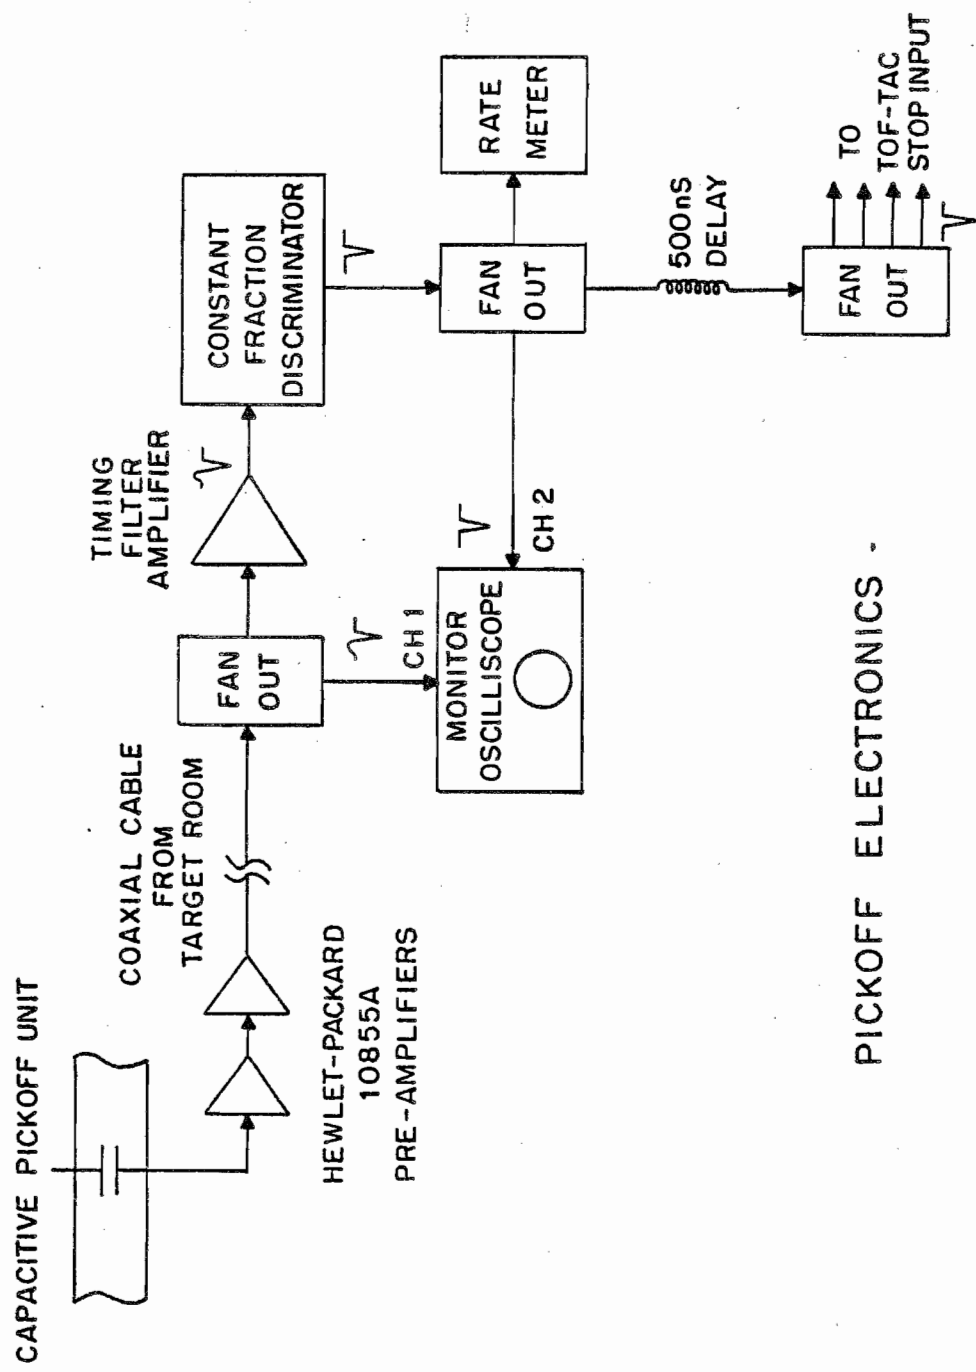 CAPACITIVE PICKOFF UNIT
COAXIAL CABLE
FROM
TARGET ROOM
HEWLET-PACKARD
10855A
PRE-AMPLIFIERS
FAN
OUT
TIMING
FILTER
AMPLIFIER
CONSTANT
FRACTION
DISCRIMINATOR
CH 1
MONITOR
OSCILLISCOPE
CH 2
FAN
OUT
RATE
METER
500nS
DELAY
FAN
OUT
TO
TOF-TAC
STOP INPUT
PICKOFF ELECTRONICS